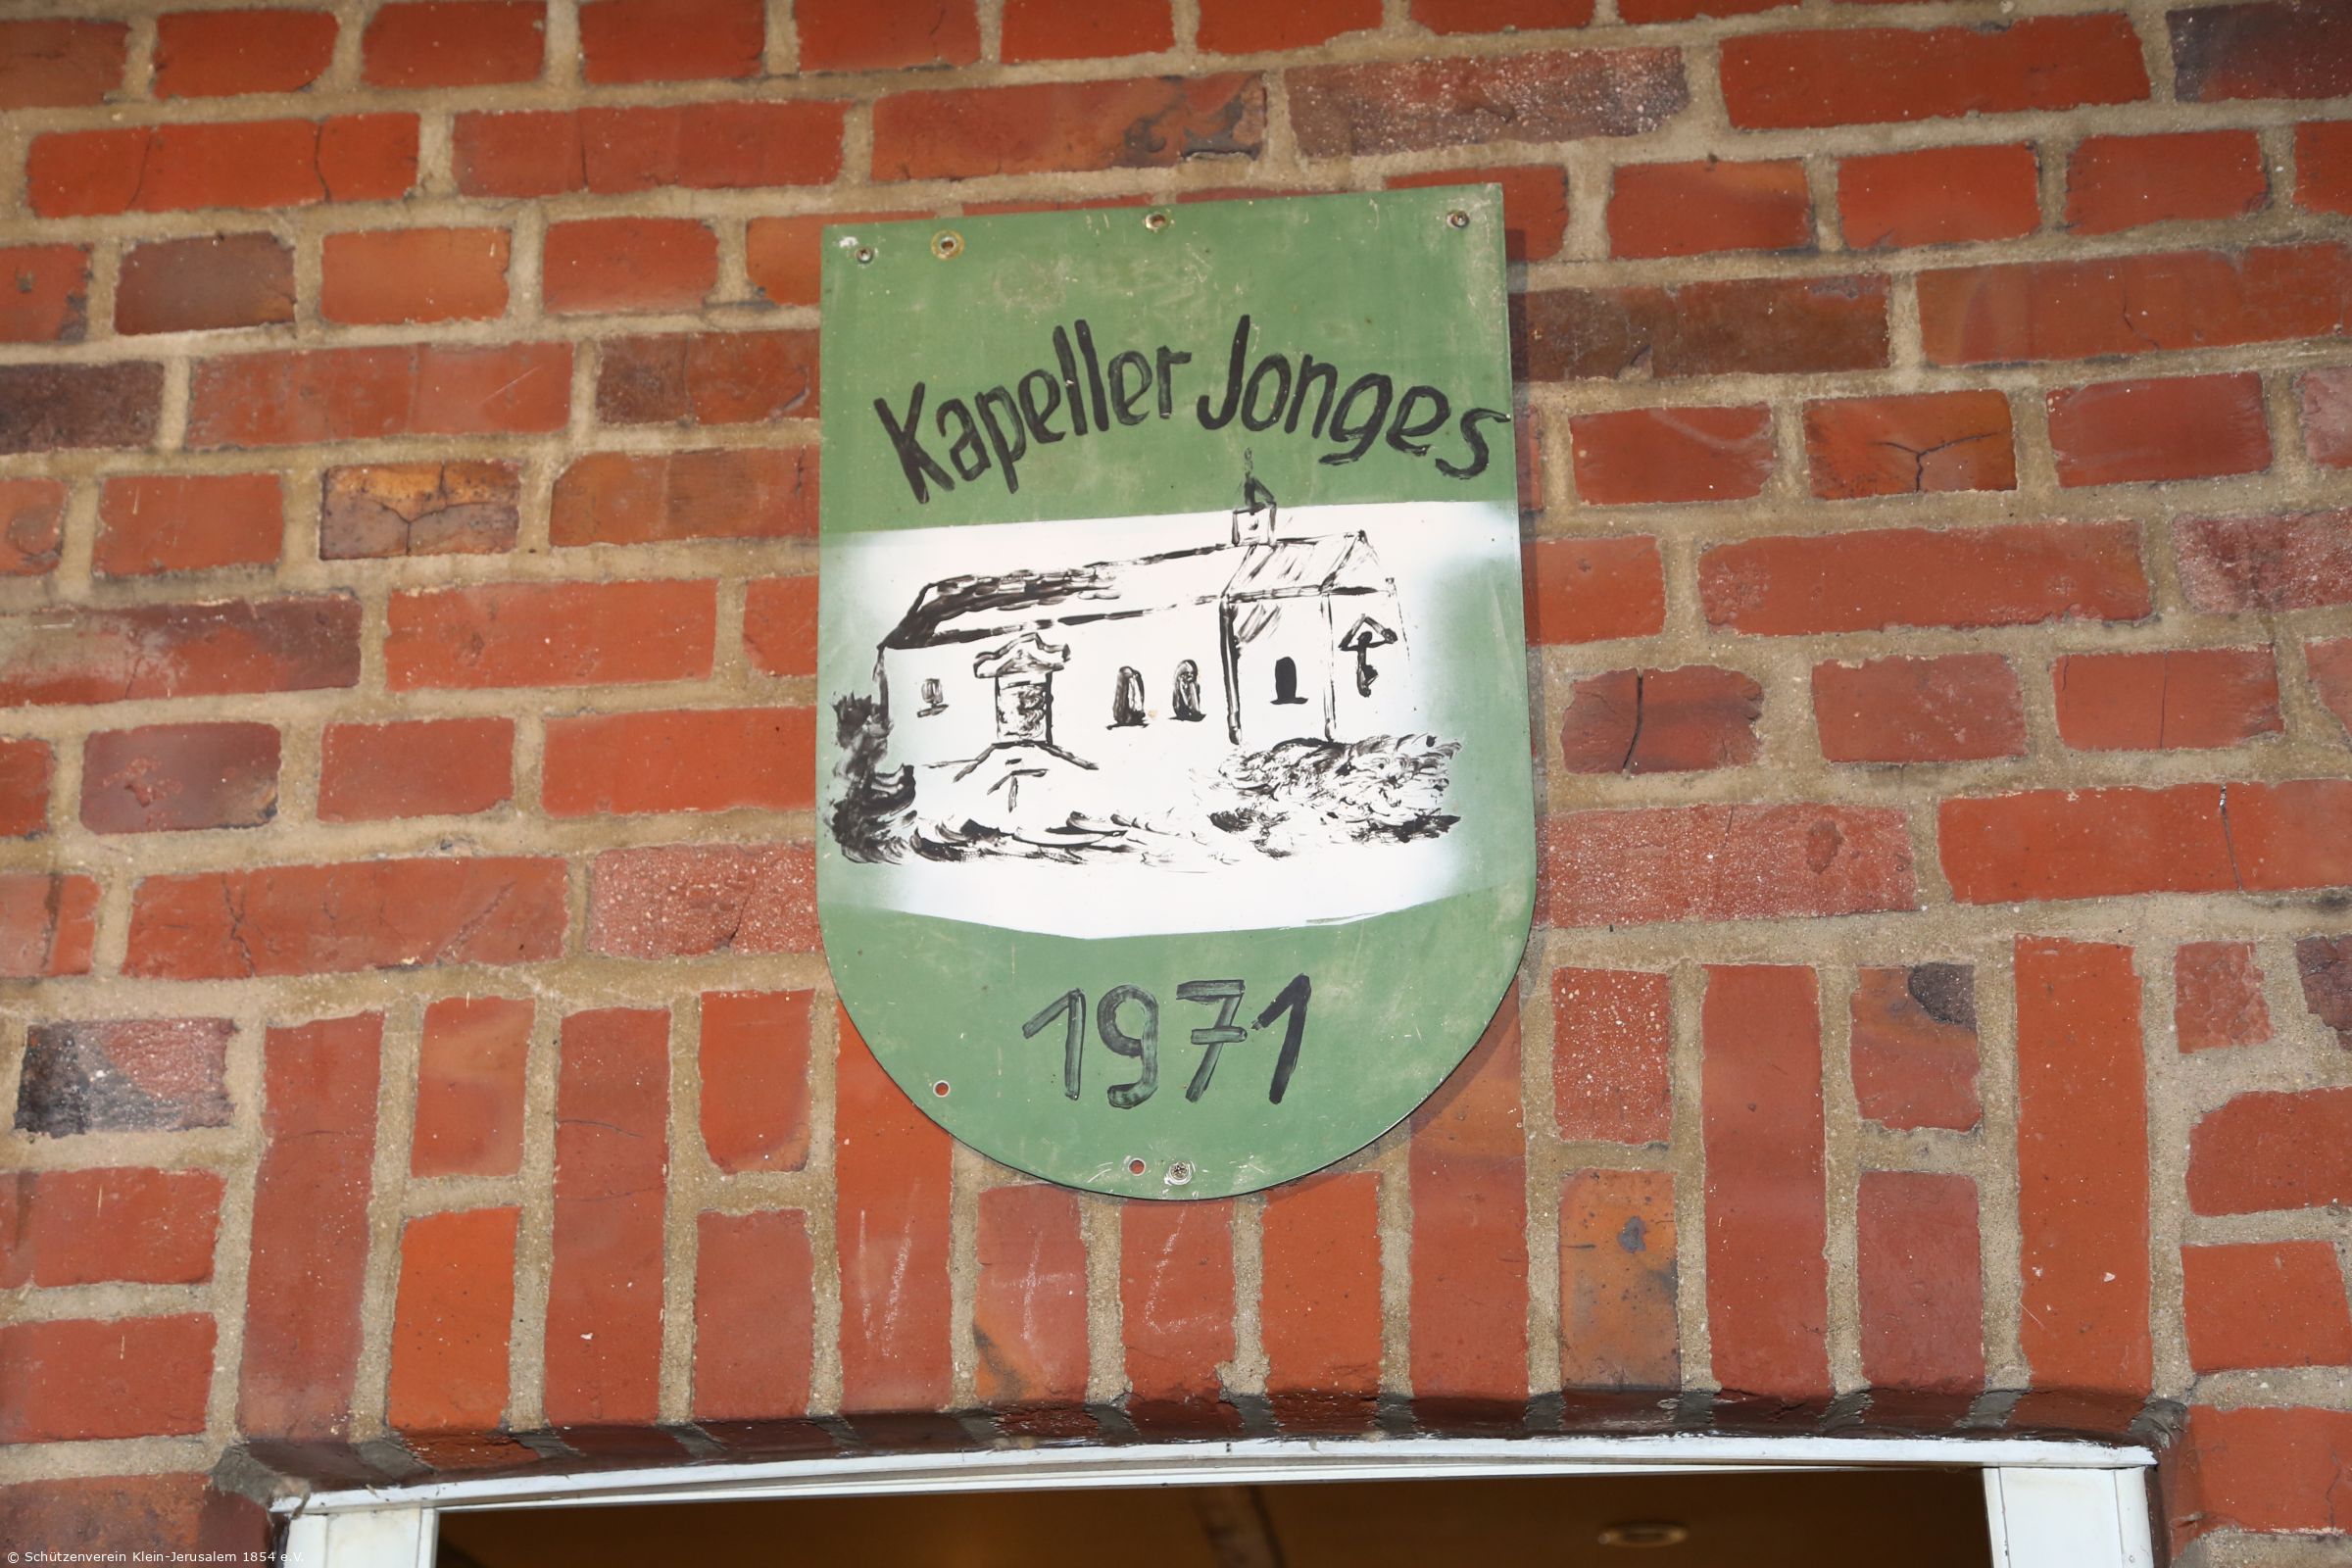 Kapeller Jonges
1971
© Schützenverein Klein-Jerusalem 1854 e.V.